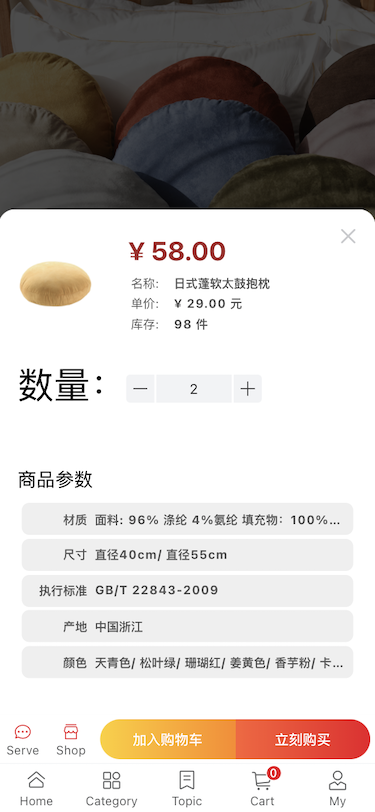 ¥ 58.00
名称: 日式蓬软太鼓抱枕
单价: ¥ 29.00 元
库存: 98 件
数量: 2
商品参数
材质 面料: 96% 涤纶 4%氨纶 填充物: 100%...
尺寸 直径40cm/ 直径55cm
执行标准 GB/T 22843-2009
产地 中国浙江
颜色 天青色/ 松叶绿/ 珊瑚红/ 姜黄色/ 香芋粉/ 卡...
Serve Shop 加入购物车 立刻购买
0
Home Category Topic Cart My